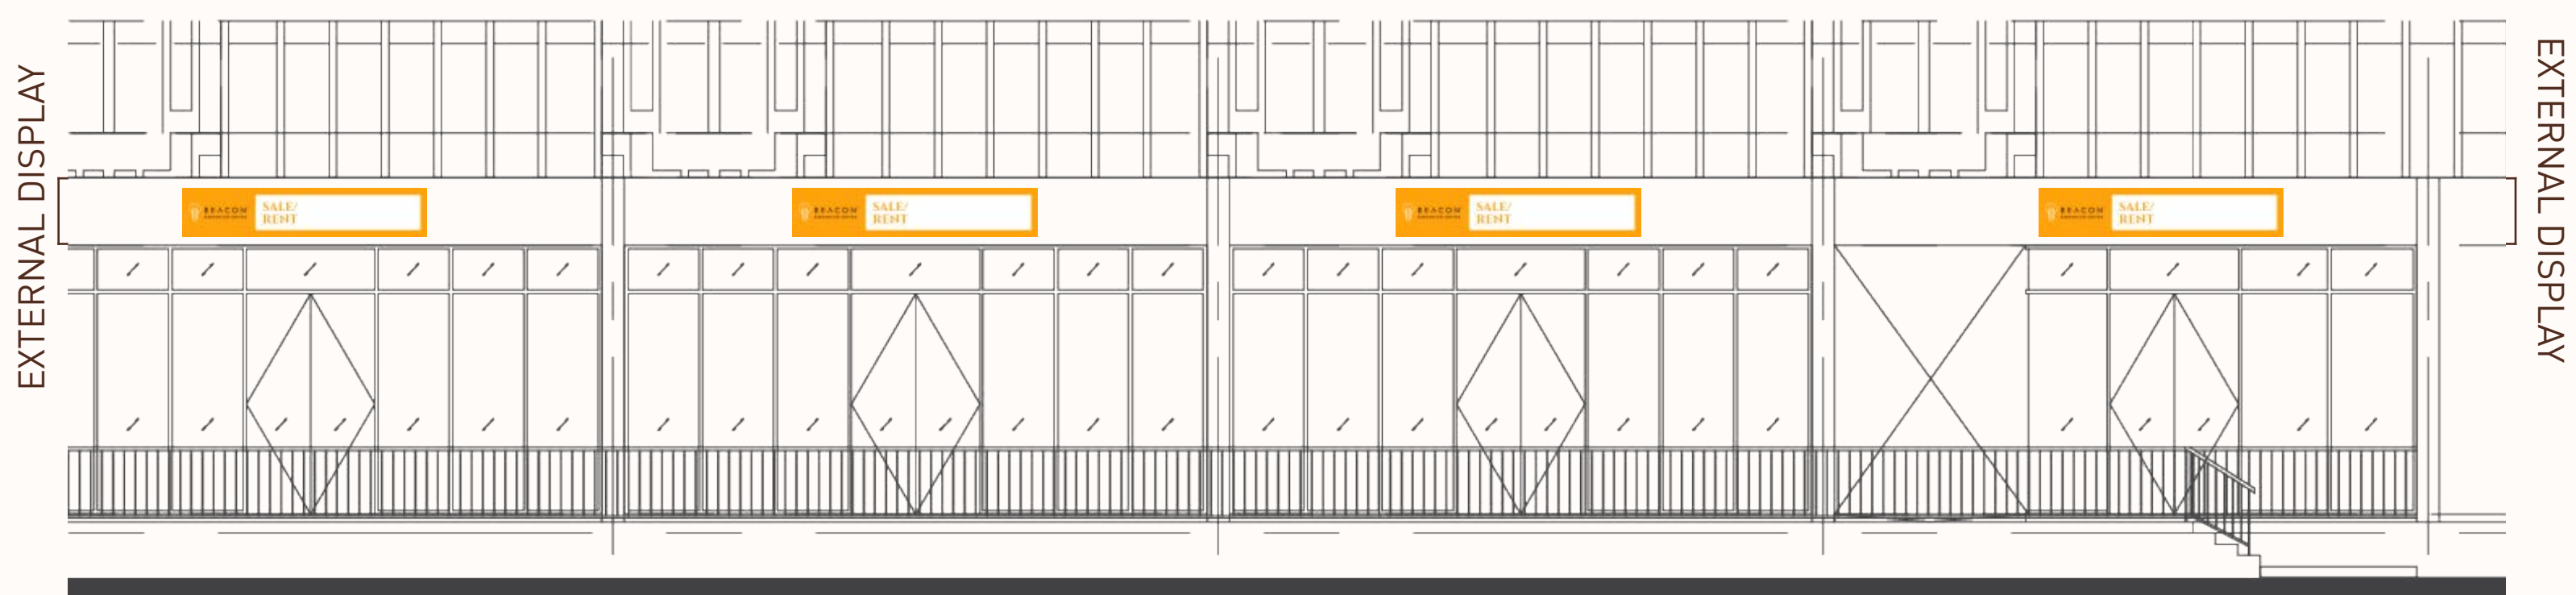 EXTERNAL DISPLAY
BEACON
SALE/
RENT
BEACON
SALE/
RENT
BEACON
SALE/
RENT
BEACON
SALE/
RENT
EXTERNAL DISPLAY